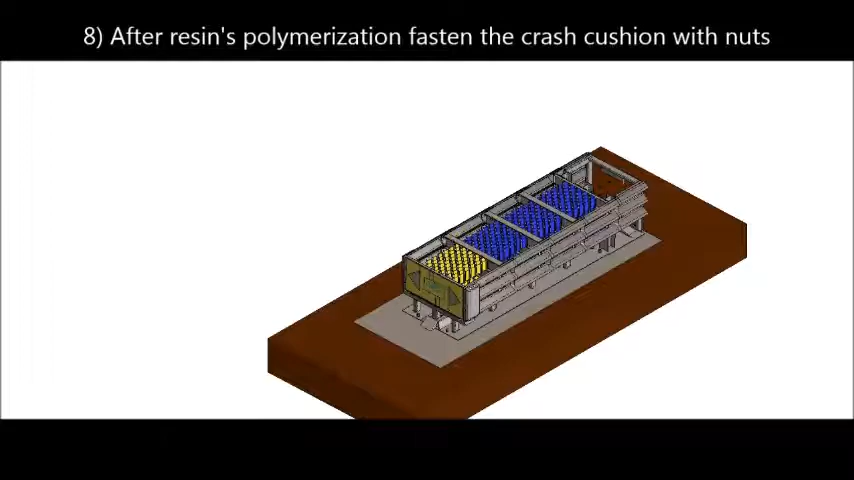 8) After resin's polymerization fasten the crash cushion with nuts